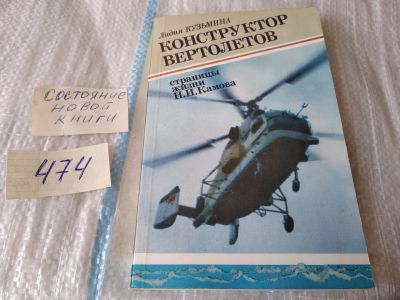 Лидия КУЗЬМИНА
КОНСТРУКТОР
ВЕРТОЛЕТОВ
страницы
жизни
Н.И.Камова
Состояние
новой
книги
474